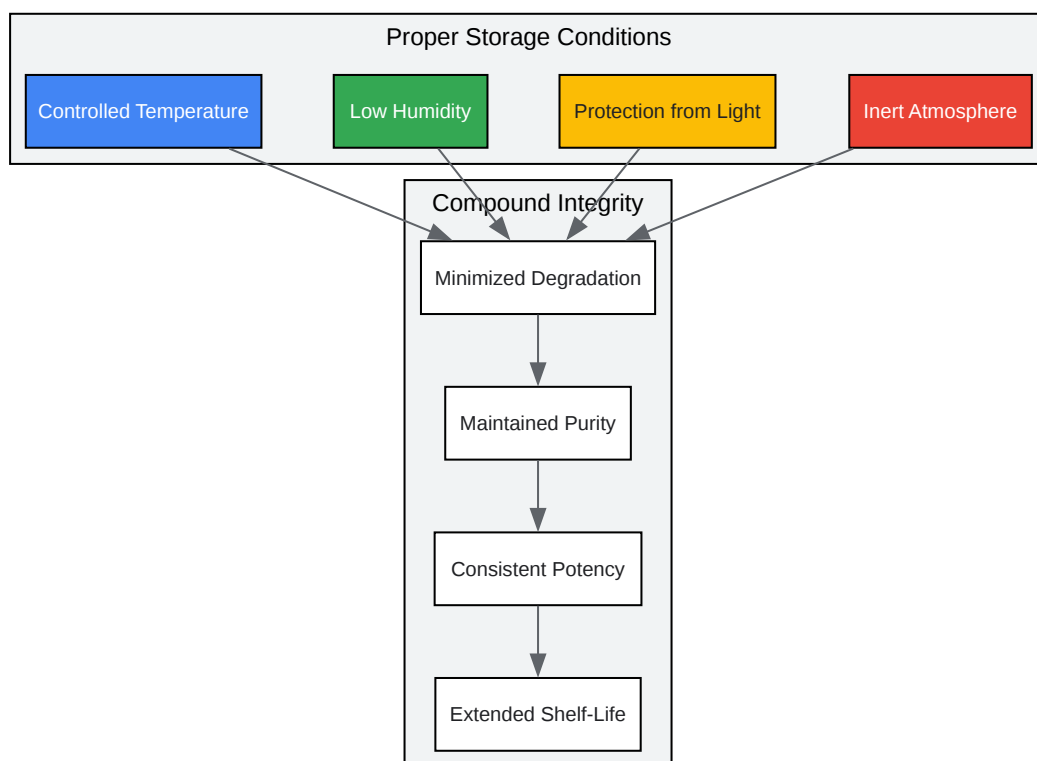 Proper Storage Conditions
Controlled Temperature
Low Humidity
Protection from Light
Inert Atmosphere
Compound Integrity
Minimized Degradation
Maintained Purity
Consistent Potency
Extended Shelf-Life